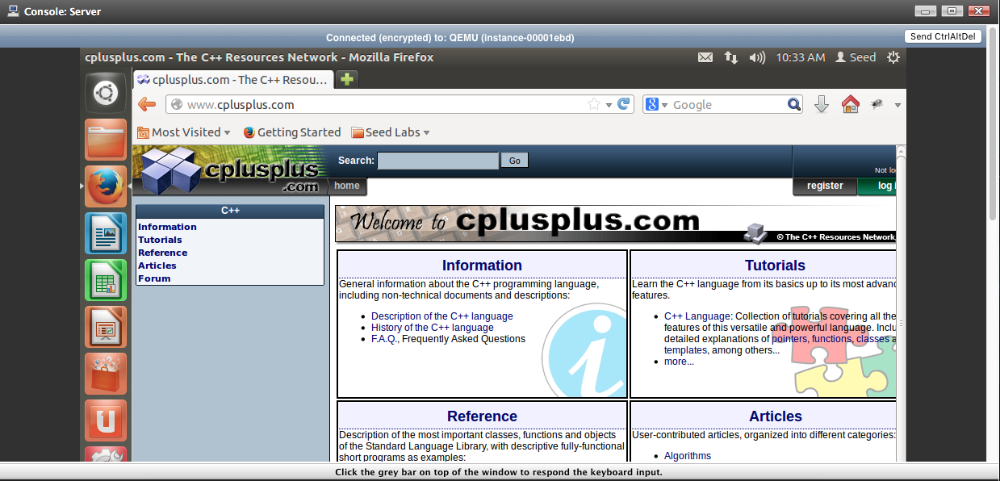 Console: Server
Connected (encrypted) to: QEMU (instance-00001ebd)
Send CtrlAltDel
cplusplus.com - The C++ Resources Network - Mozilla Firefox
10:33 AM
Seed
cplusplus.com - The C++ Resou...
www.cplusplus.com
8
Google
Most Visited
Getting Started
Seed Labs
cplusplus
.com
Search:
Go
Not lo
home
register
log i
C++
Information
Tutorials
Reference
Articles
Forum
Welcome to cplusplus.com
© The C++ Resources Network,
Information
General information about the C++ programming language,
including non-technical documents and descriptions:
• Description of the C++ language
• History of the C++ language
• F.A.Q., Frequently Asked Questions
Tutorials
Learn the C++ language from its basics up to its most advanc
features.
• C++ Language: Collection of tutorials covering all the
features of this versatile and powerful language. Inclu
detailed explanations of pointers, functions, classes a
templates, among others...
• more...
Reference
Description of the most important classes, functions and objects
of the Standard Language Library, with descriptive fully-functional
short programs as examples:
Articles
User-contributed articles, organized into different categories:
• Algorithms
Click the grey bar on top of the window to respond the keyboard input.